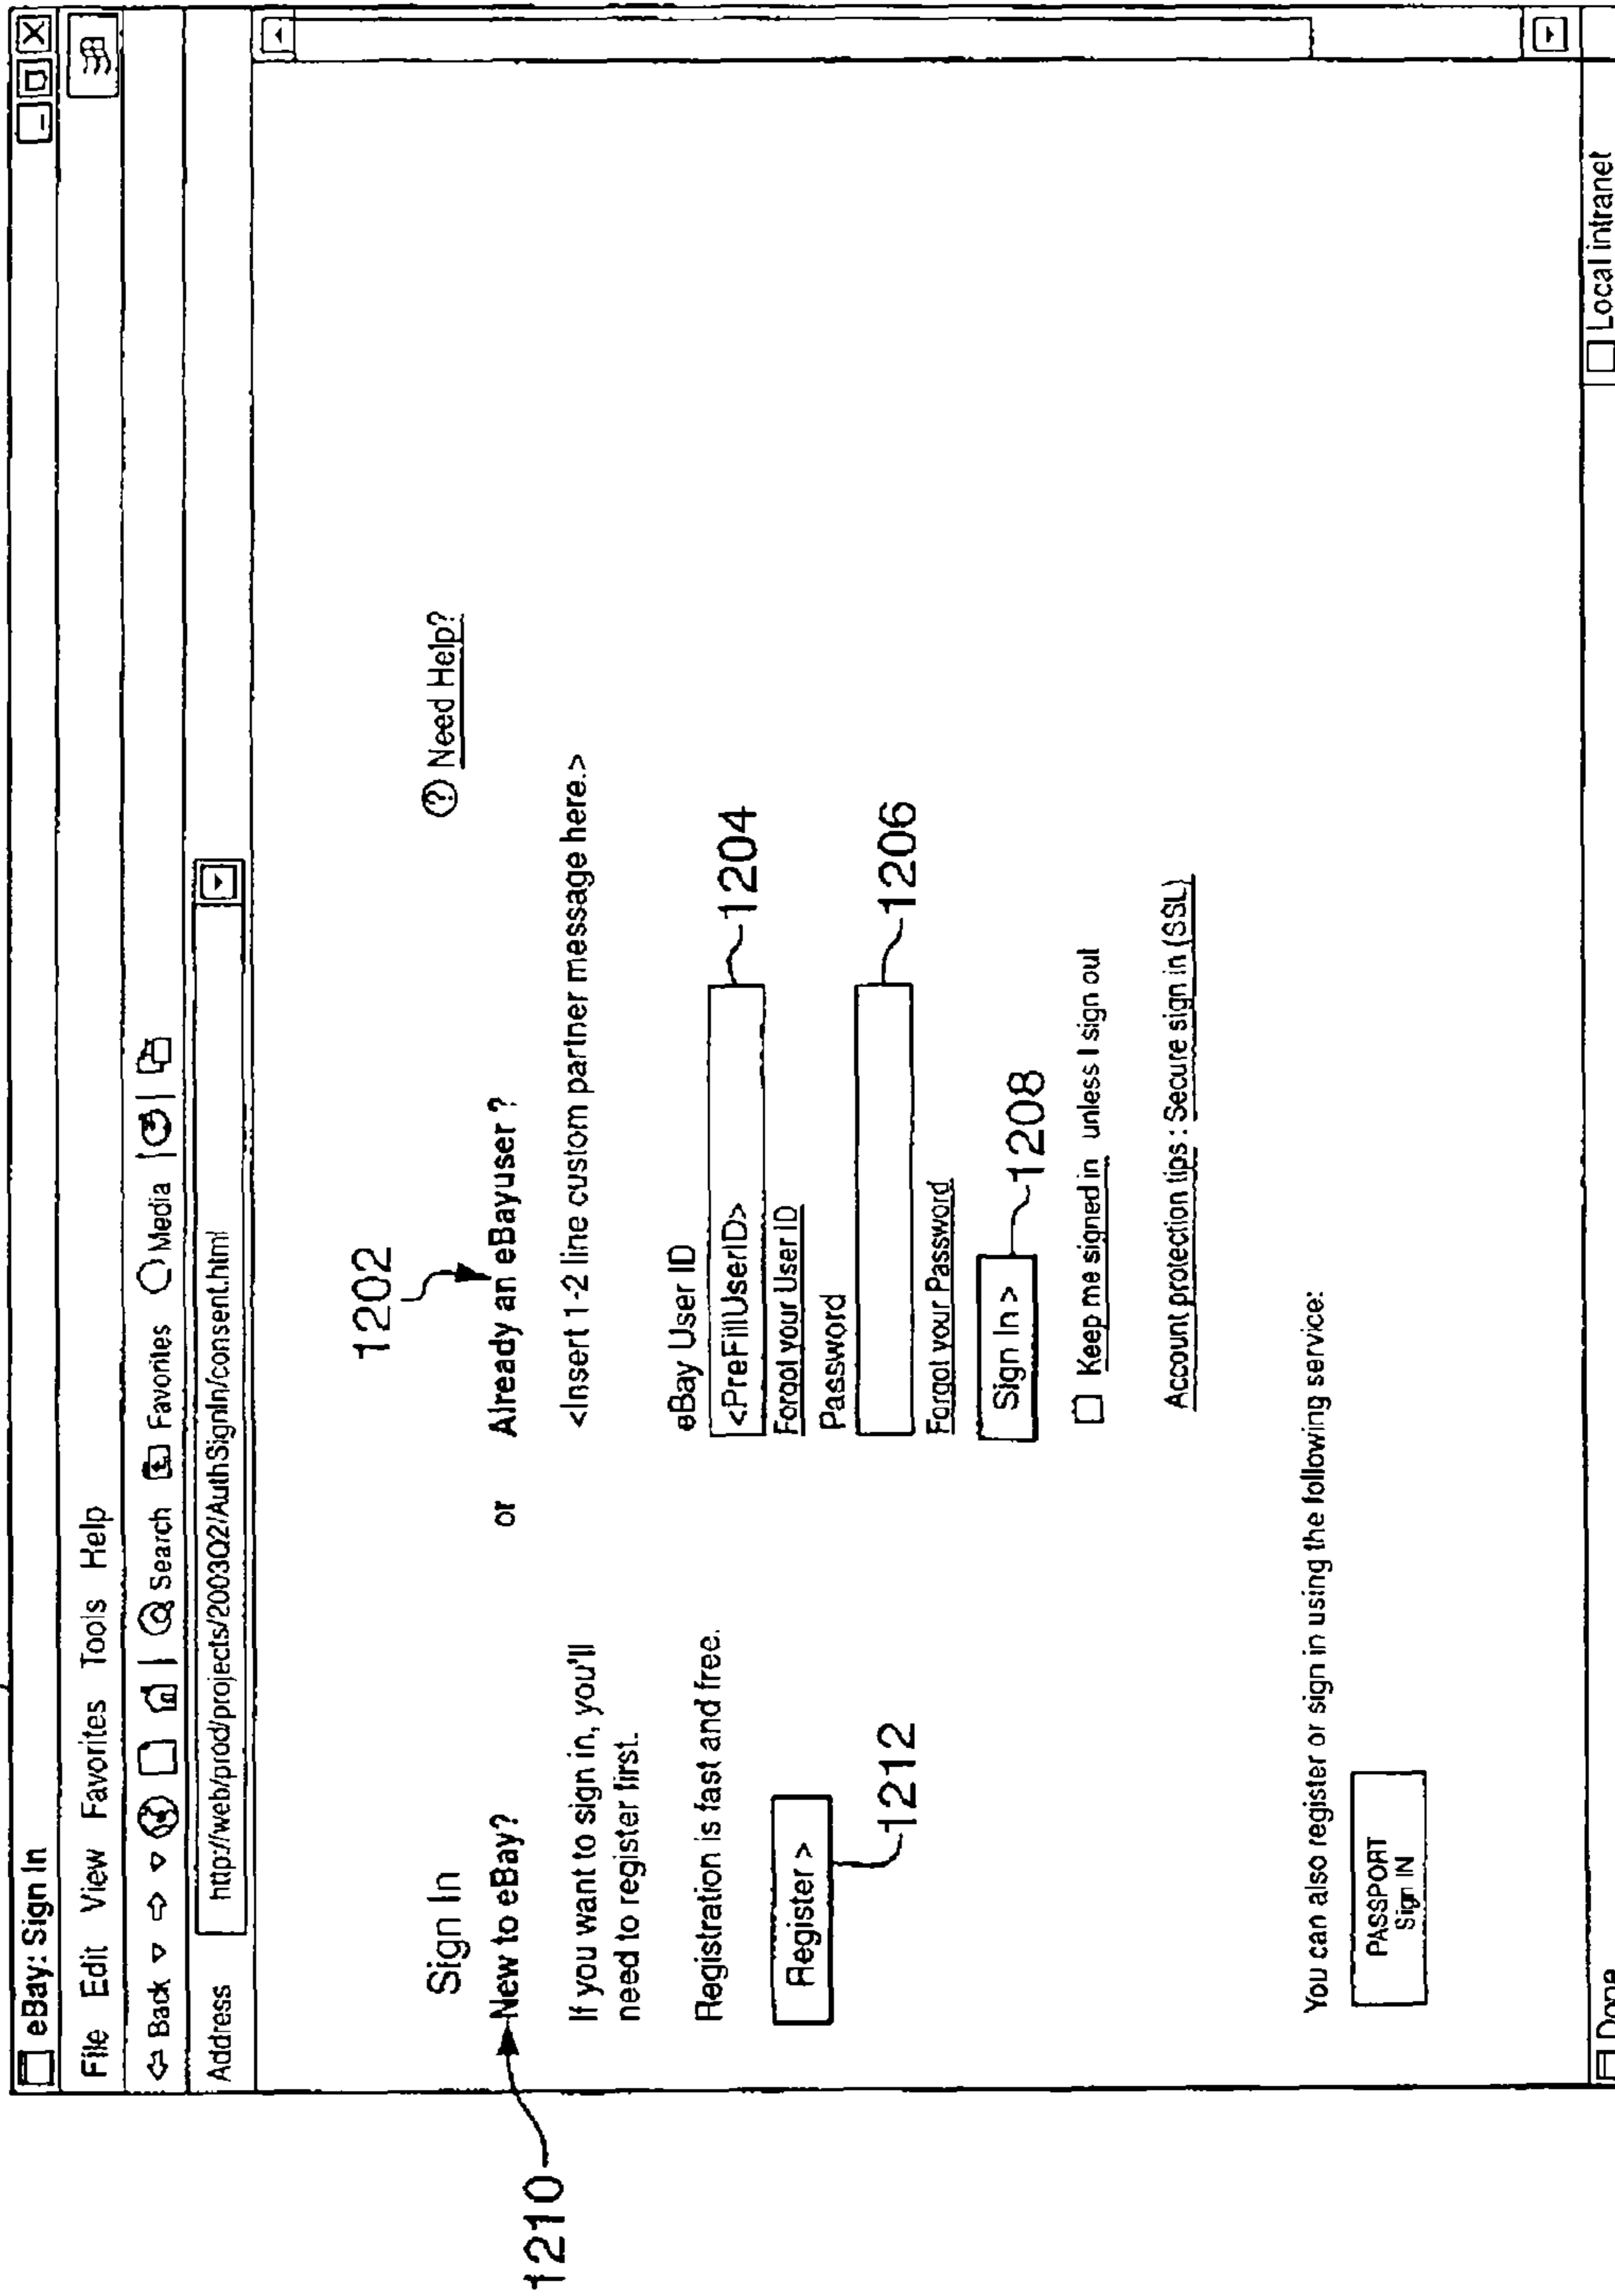 eBay: Sign In
File Edit View Favorites Tools Help
Back Search Favorites Media
Address http://web/prod/projects/2003Q2/AuthSignIn/consent.html
1202
Sign In
? Need Help?
1210
New to eBay? or Already an eBayuser ?
If you want to sign in, you'll
need to register first.
<Insert 1-2 line custom partner message here.>
Registration is fast and free.
Register >
1212
eBay User ID
<PreFillUserID>
1204
Forgot your User ID
Password
1206
Forgot your Password
Sign In >
1208
Keep me signed in unless I sign out
Account protection tips : Secure sign in (SSL)
You can also register or sign in using the following service:
PASSPORT
Sign IN
Done
Local intranet